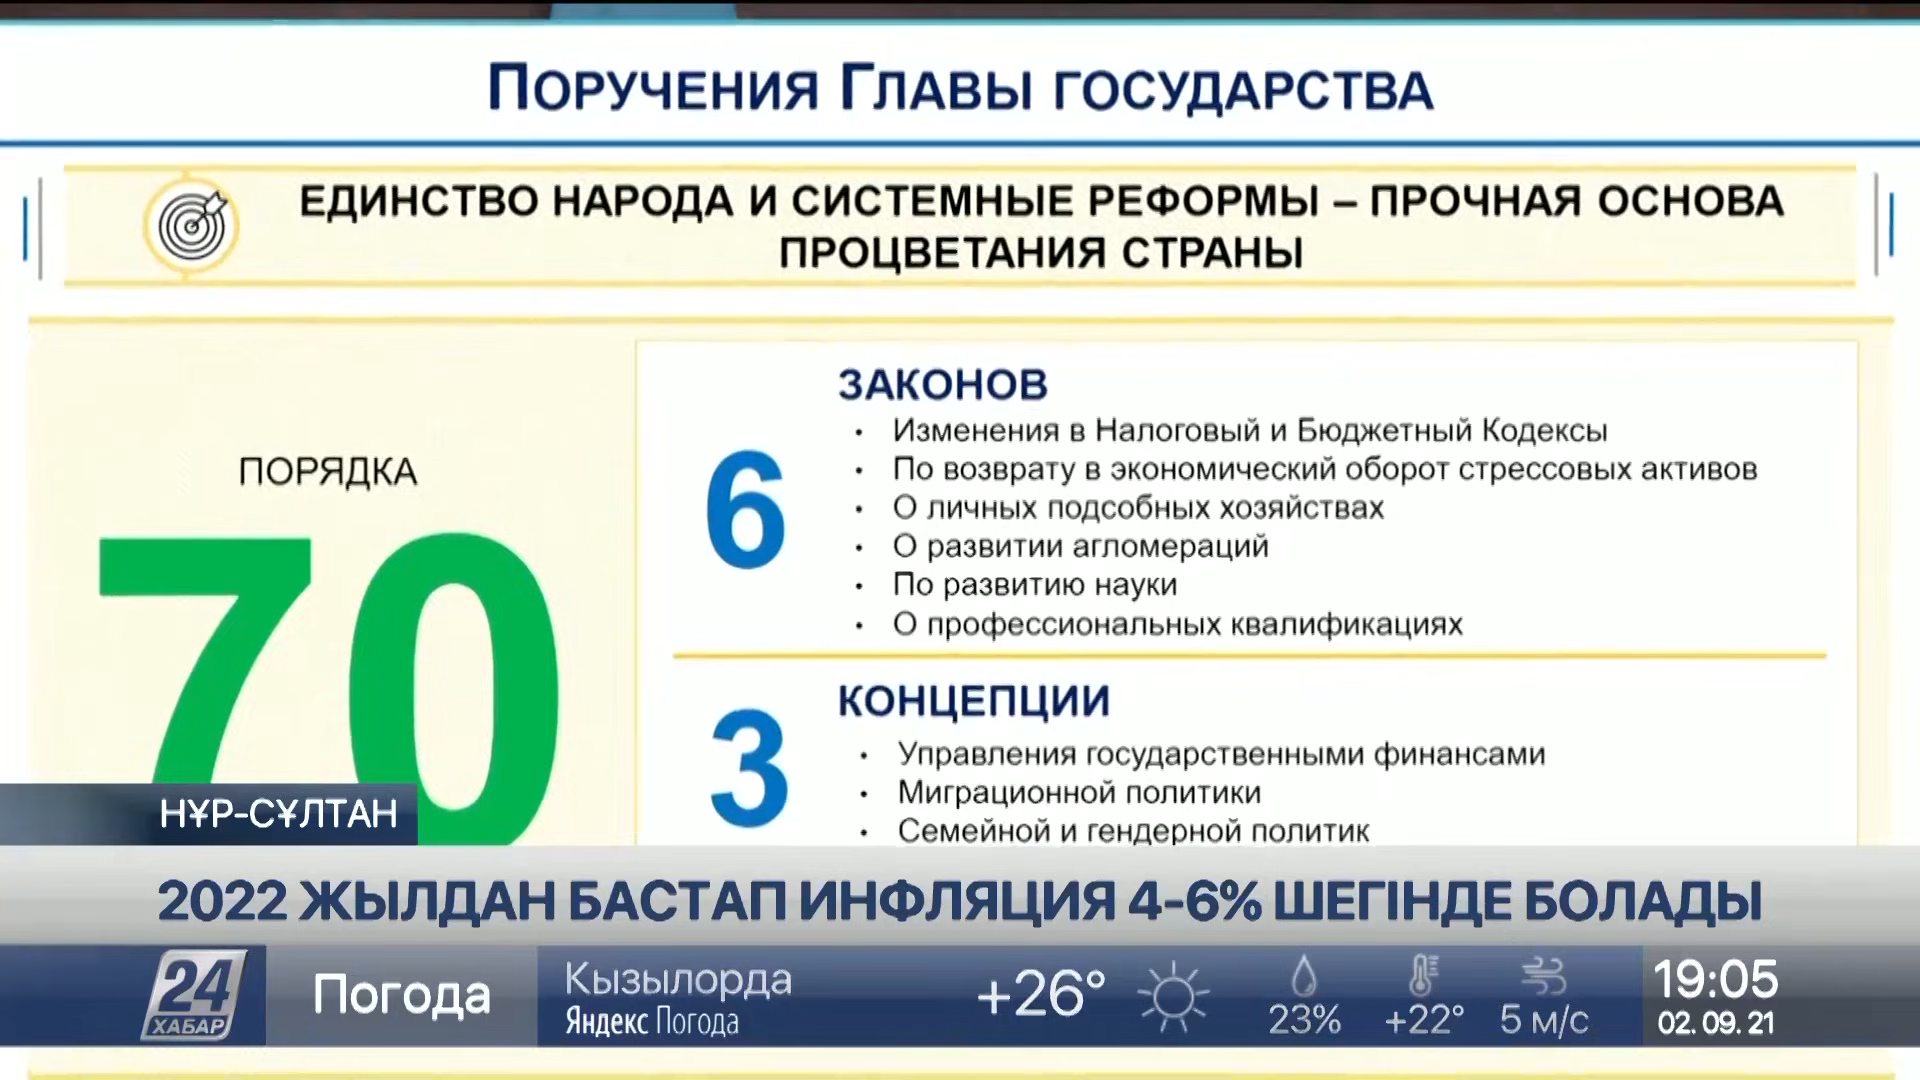 ПОРУЧЕНИЯ ГЛАВЫ ГОСУДАРСТВА
ЕДИНСТВО НАРОДА И СИСТЕМНЫЕ РЕФОРМЫ – ПРОЧНАЯ ОСНОВА
ПРОЦВЕТАНИЯ СТРАНЫ
ПОРЯДКА
70
6
ЗАКОНОВ
• Изменения в Налоговый и Бюджетный Кодексы
• По возврату в экономический оборот стрессовых активов
• О личных подсобных хозяйствах
• О развитии агломераций
• По развитию науки
• О профессиональных квалификациях
3
КОНЦЕПЦИИ
• Управления государственными финансами
• Миграционной политики
• Семейной и гендерной политик
НҰР-СҰЛТАН
2022 ЖЫЛДАН БАСТАП ИНФЛЯЦИЯ 4-6% ШЕГІНДЕ БОЛАДЫ
24
ХАБАР
Погода
Кызылорда
Яндекс Погода
+26°
23%
+22°
5 м/с
19:05
02. 09. 21